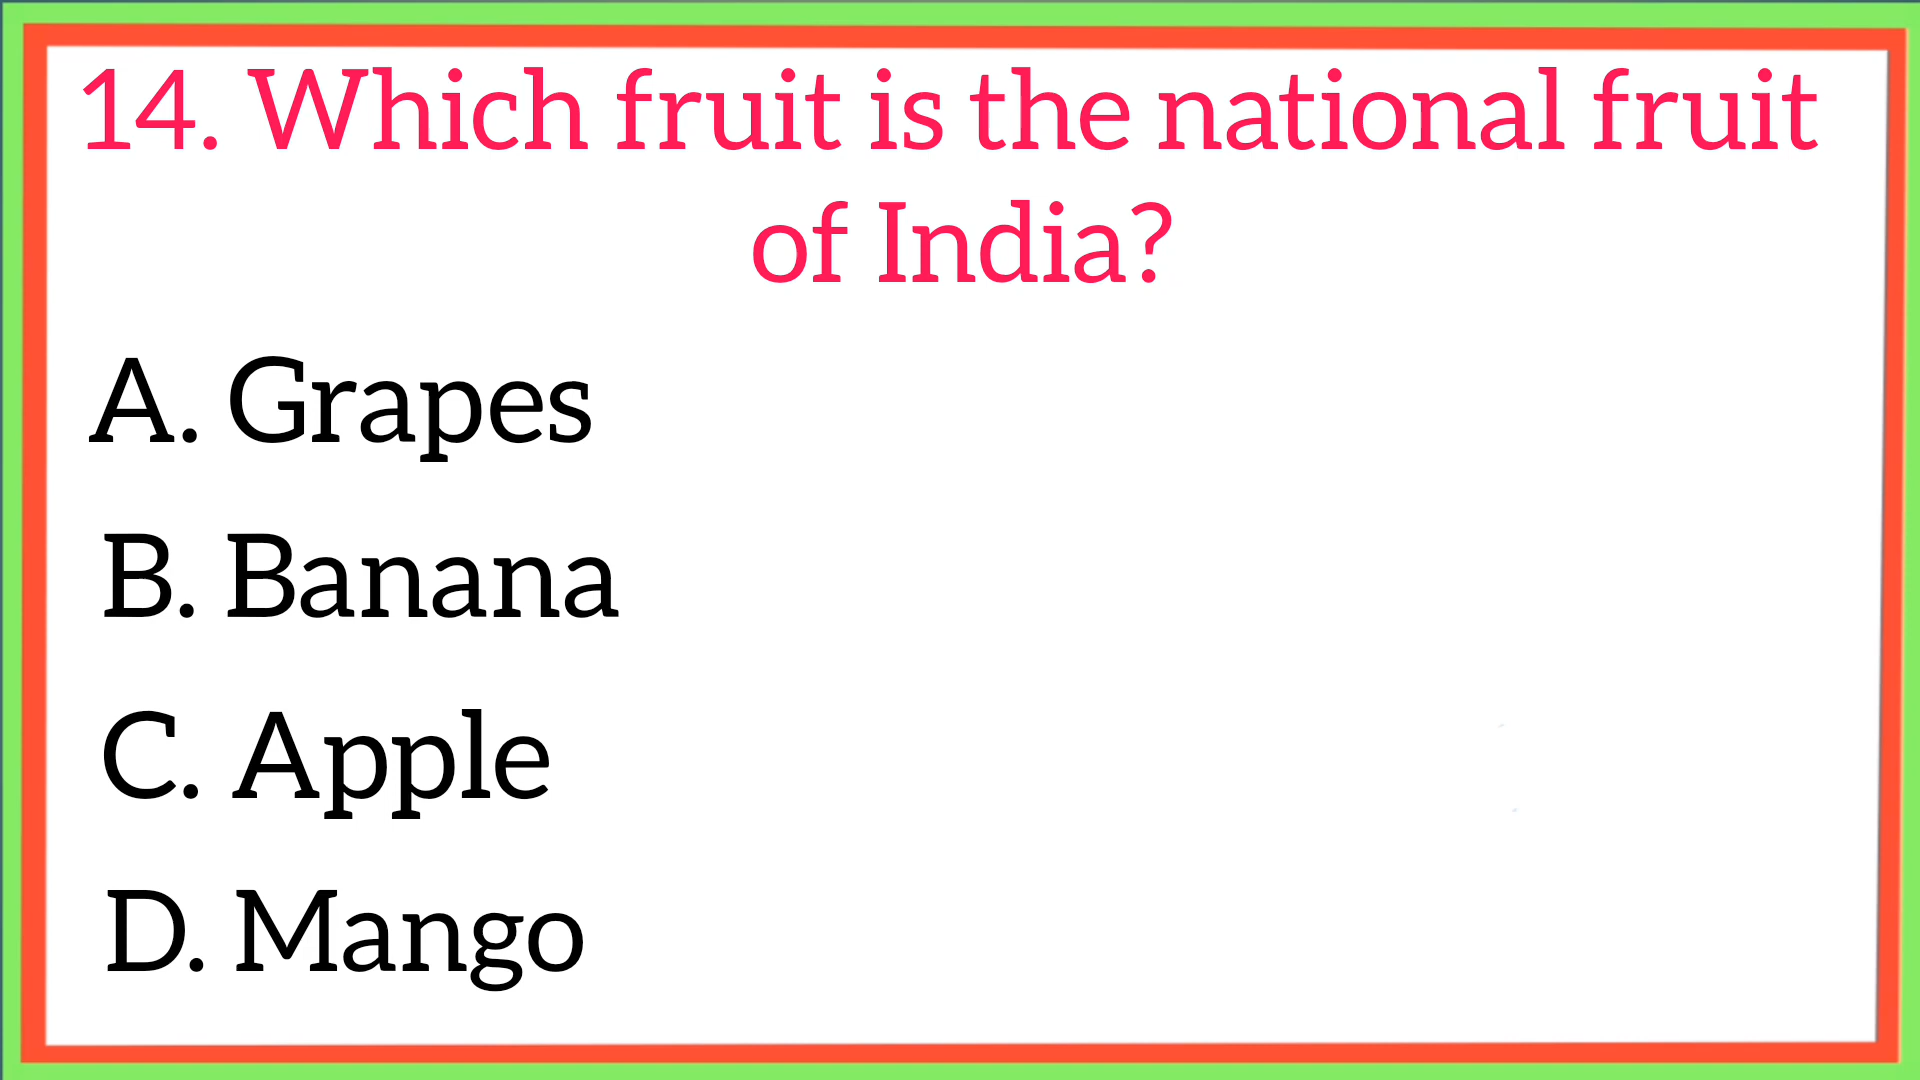 14. Which fruit is the national fruit
of India?
A. Grapes
B. Banana
C. Apple
D. Mango